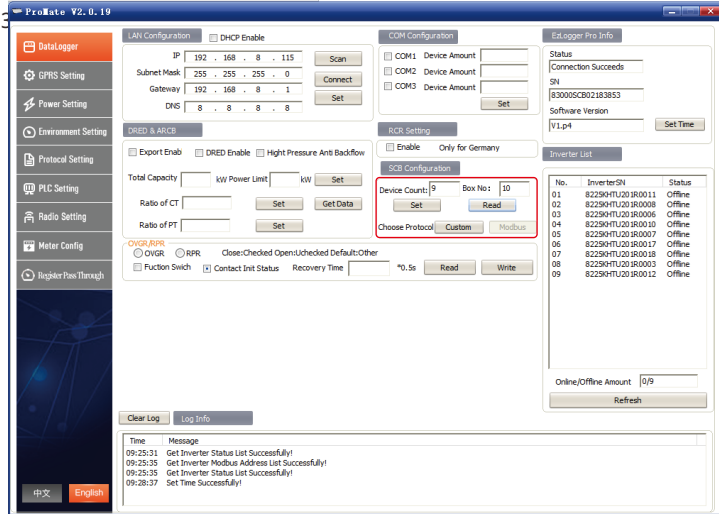 ProMate V2.0.19
3
DataLogger
GPRS Setting
Power Setting
Environment Setting
Protocol Setting
PLC Setting
Radio Setting
Meter Config
Register Pass Through
中文 English
LAN Configuration DHCP Enable
IP 192 . 168 . 8 . 115 Scan
Subnet Mask 255 . 255 . 255 . 0
Connect
Gateway 192 . 168 . 8 . 1
Set
DNS 8 . 8 . 8 . 8
COM Configuration
COM1 Device Amount
COM2 Device Amount
COM3 Device Amount
Set
EzLogger Pro Info
Status
Connection Succeeds
SN
83000SCB02183853
Software Version
V1.p4 Set Time
DRED & ARCB
Export Enabl DRED Enable Hight Pressure Anti Backflow
Total Capacity kW Power Limit kW Set
Ratio of CT Set Get Data
Ratio of PT Set
RCR Setting
Enable Only for Germany
SCB Configuration
Device Count: 9 Box No: 10
Set Read
Choose Protocol Custom Modbus
OVGR/RPR
OVGR RPR Close:Checked Open:Uchecked Default:Other
Fuction Swich Contact Init Status Recovery Time *0.5s Read Write
Inverter List
No. InverterSN Status
01 8225KHTU201R0011 Offline
02 8225KHTU201R0008 Offline
03 8225KHTU201R0006 Offline
04 8225KHTU201R0010 Offline
05 8225KHTU201R0007 Offline
06 8225KHTU201R0017 Offline
07 8225KHTU201R0018 Offline
08 8225KHTU201R0003 Offline
09 8225KHTU201R0012 Offline
Online/Offline Amount 0/9
Refresh
Clear Log Log Info
Time Message
09:25:31 Get Inverter Status List Successfully!
09:25:35 Get Inverter Modbus Address List Successfully!
09:25:35 Get Inverter Status List Successfully!
09:28:37 Set Time Successfully!